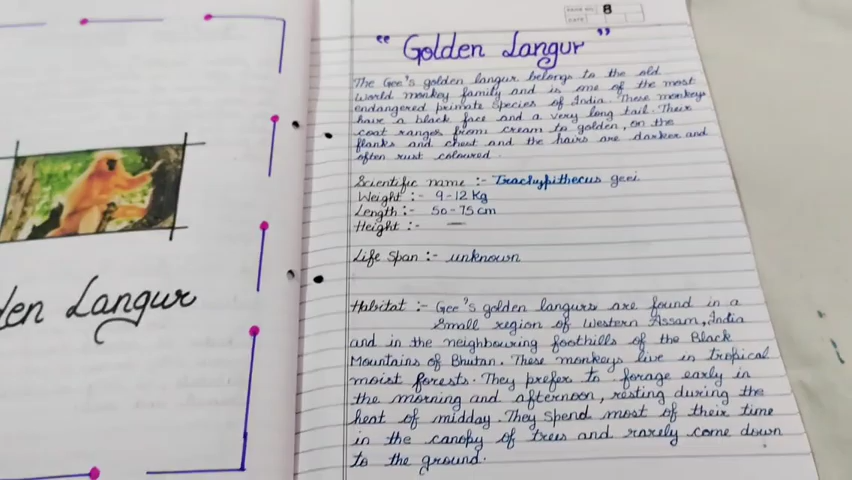 8
"Golden Langur"
The Gee's golden langur belongs to the old
world monkey family and is one of the most
endangered primate species of India. These monkeys
have a black face and a very long tail. Their
coat ranges from cream to golden, on the
flanks and chest and the hairs are darker and
often rust coloured.
Scientific name :- Trachypithecus geei
Weight :- 9-12 Kg
Length :- 50-75 cm
Height :- —
Life Span :- unknown
Habitat :- Gee's golden langurs are found in a
small region of Western Assam, India
and in the neighbouring foothills of the Black
Mountains of Bhutan. These monkeys live in tropical
moist forests. They prefer to forage early in
the morning and afternoon, resting during the
heat of midday. They spend most of their time
in the canopy of trees and rarely come down
to the ground.
Langur